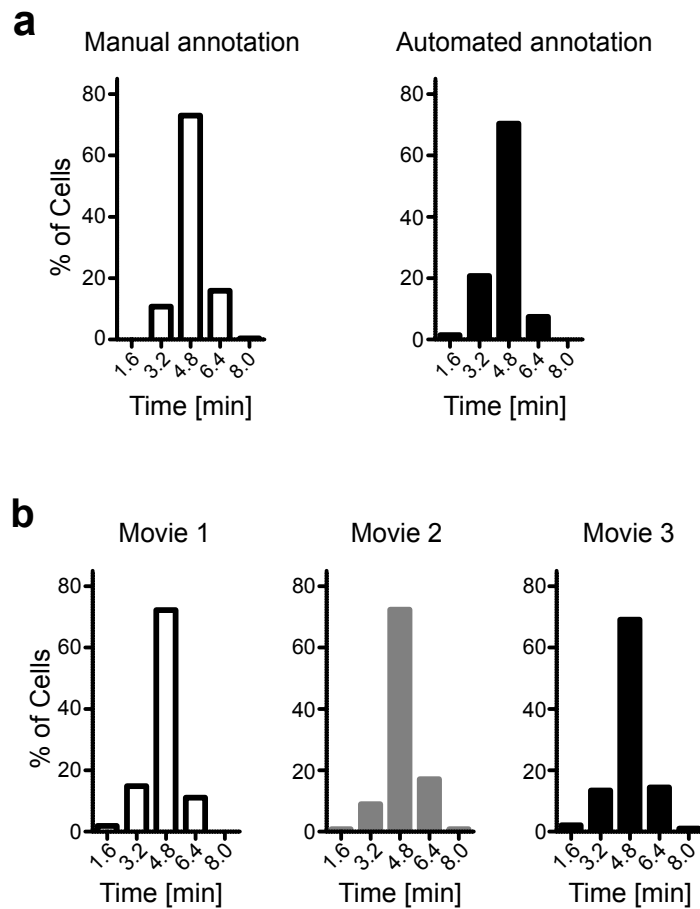 a
Manual annotation
Automated annotation
% of Cells
80
60
40
20
0
1.6 3.2 4.8 6.4 8.0
Time [min]
80
60
40
20
0
1.6 3.2 4.8 6.4 8.0
Time [min]
b
Movie 1
Movie 2
Movie 3
% of Cells
80
60
40
20
0
1.6 3.2 4.8 6.4 8.0
Time [min]
80
60
40
20
0
1.6 3.2 4.8 6.4 8.0
Time [min]
80
60
40
20
0
1.6 3.2 4.8 6.4 8.0
Time [min]